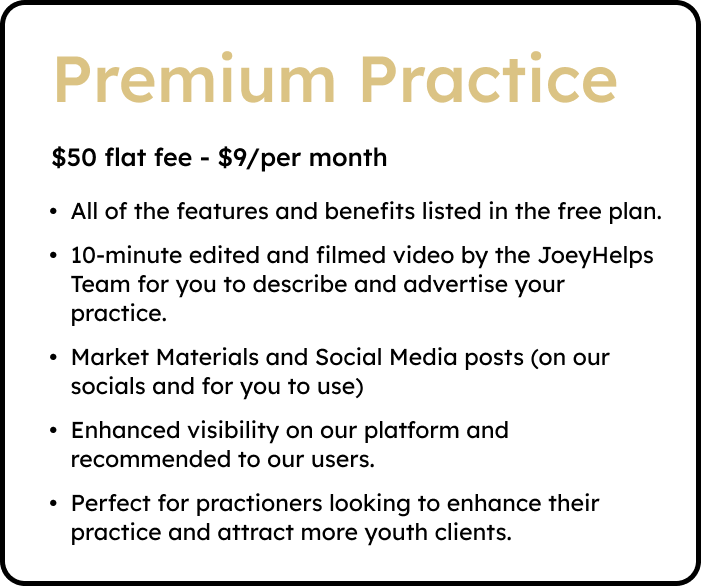 Premium Practice
$50 flat fee - $9/per month
• All of the features and benefits listed in the free plan.
• 10-minute edited and filmed video by the JoeyHelps
Team for you to describe and advertise your
practice.
• Market Materials and Social Media posts (on our
socials and for you to use)
• Enhanced visibility on our platform and
recommended to our users.
• Perfect for practioners looking to enhance their
practice and attract more youth clients.